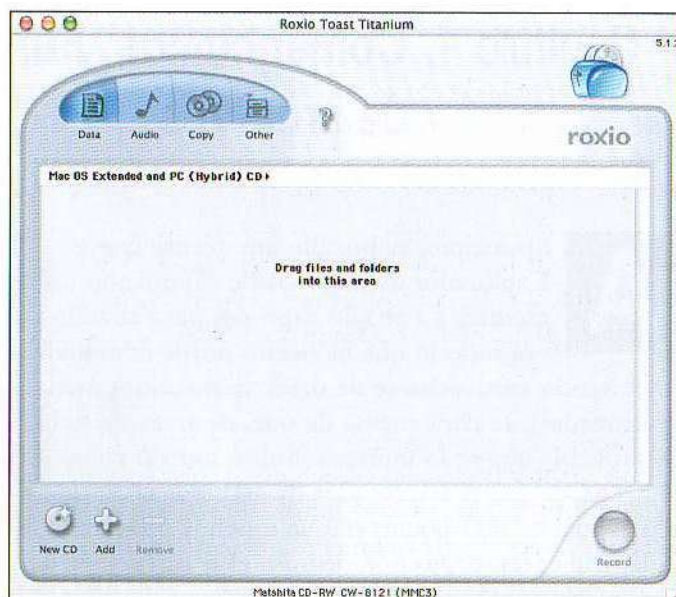 Roxio Toast Titanium
5.1.
Data Audio Copy Other
?
roxio
Mac OS Extended and PC (Hybrid) CD
Drag files and folders
into this area
New CD Add Remove
Record
Matshita CD-RW CW-8121 (MMC3)